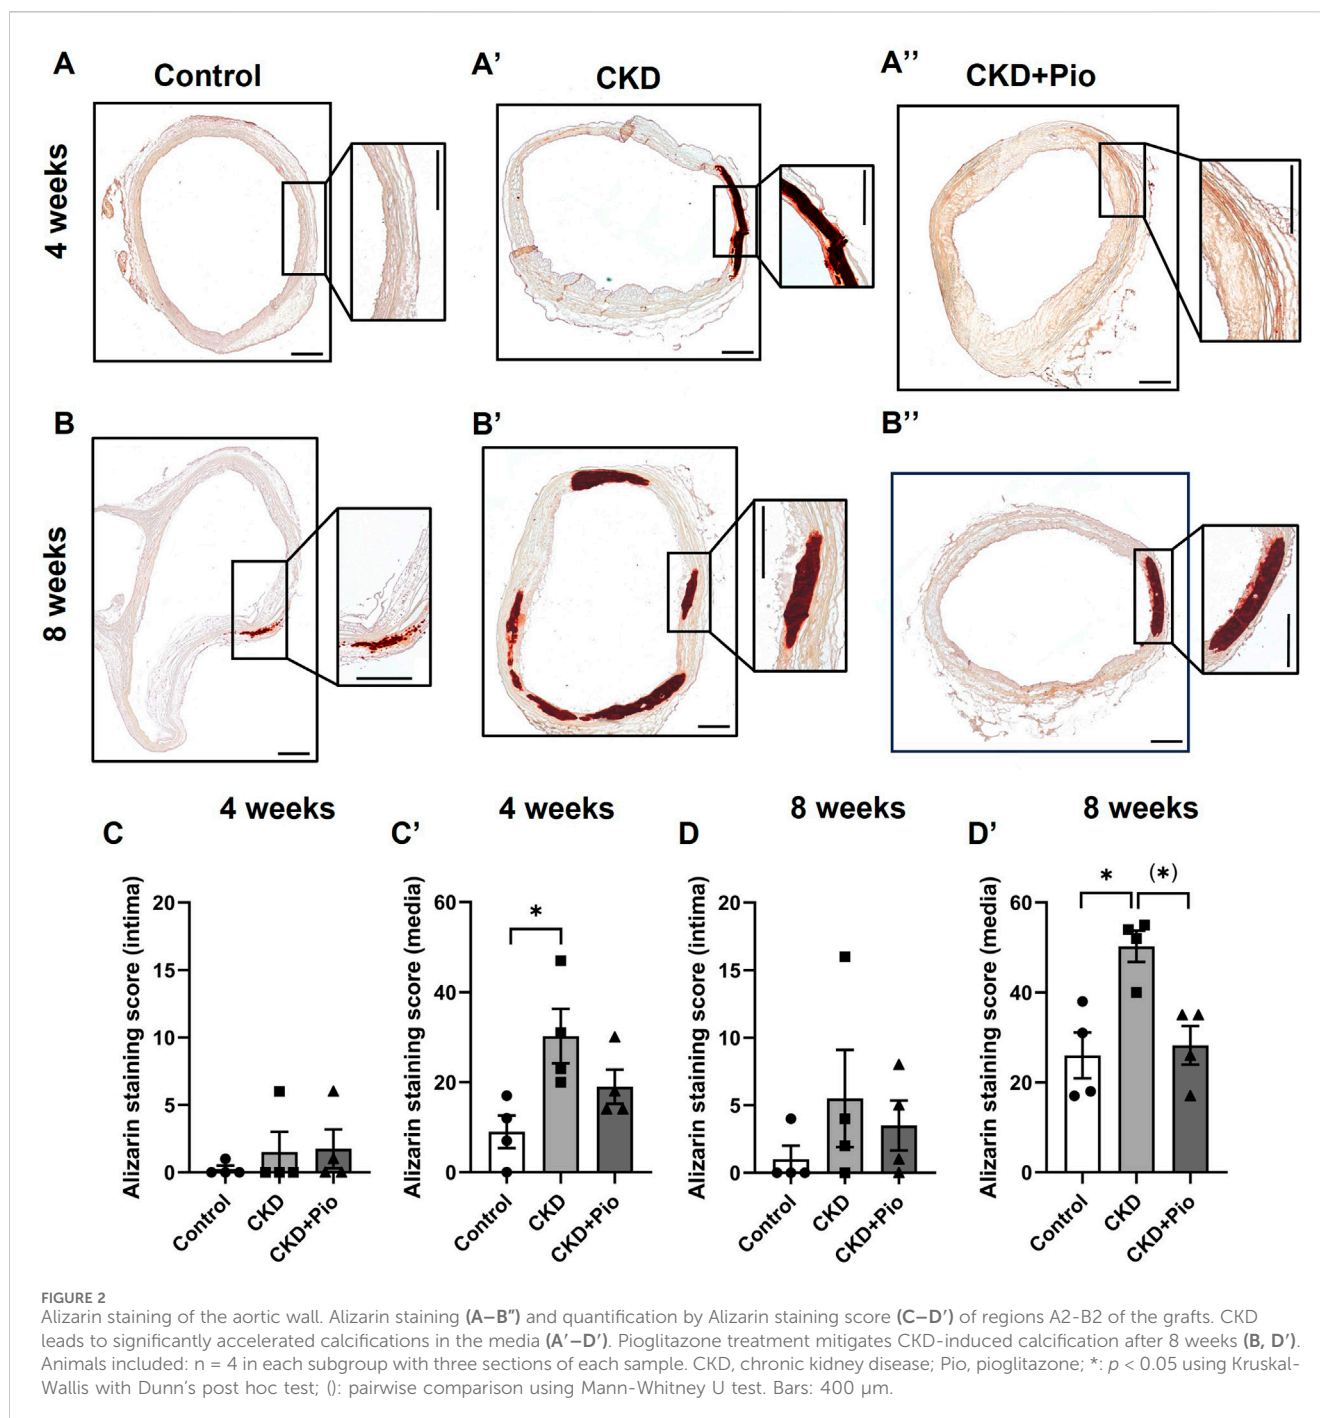 A
Control
A’
CKD
A’’
CKD+Pio
4 weeks
B
B’
B’’
8 weeks
4 weeks
4 weeks
8 weeks
8 weeks
C
C’
D
D’
Alizarin staining score (intima)
20
15
10
5
0
Control
CKD
CKD+Pio
Alizarin staining score (media)
60
40
20
0
*
Control
CKD
CKD+Pio
Alizarin staining score (intima)
20
15
10
5
0
Control
CKD
CKD+Pio
Alizarin staining score (media)
60
40
20
0
*
(*)
Control
CKD
CKD+Pio
FIGURE 2
Alizarin staining of the aortic wall. Alizarin staining (A–B”) and quantification by Alizarin staining score (C–D’) of regions A2-B2 of the grafts. CKD
leads to significantly accelerated calcifications in the media (A’–D’). Pioglitazone treatment mitigates CKD-induced calcification after 8 weeks (B, D’).
Animals included: n = 4 in each subgroup with three sections of each sample. CKD, chronic kidney disease; Pio, pioglitazone; *: p < 0.05 using Kruskal-
Wallis with Dunn’s post hoc test; (): pairwise comparison using Mann-Whitney U test. Bars: 400 µm.